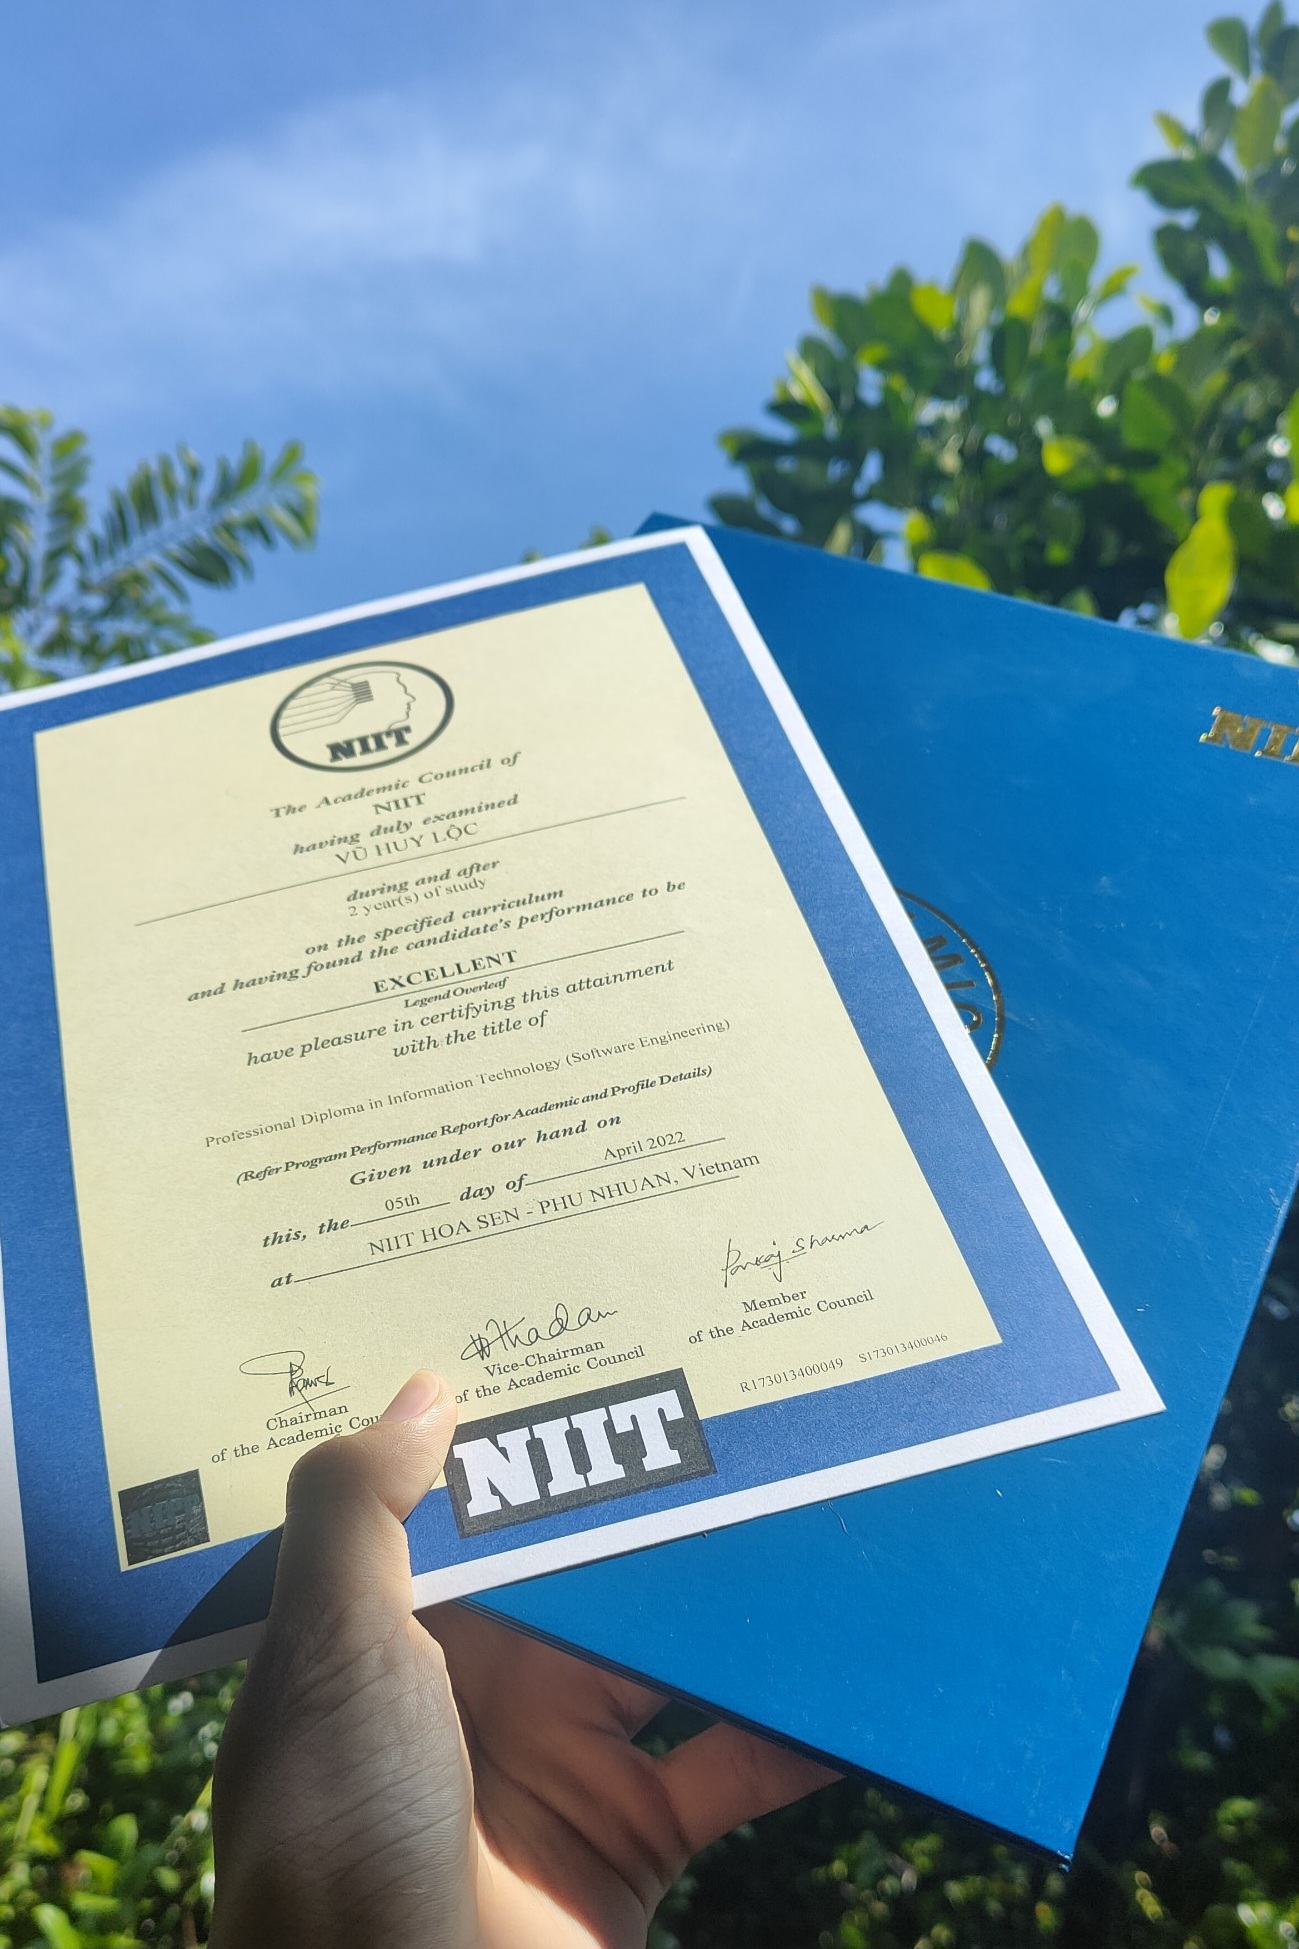 NIIT
The Academic Council of
NIIT
having duly examined
VŨ HUY LỘC
during and after
2 year(s) of study
on the specified curriculum
and having found the candidate's performance to be
EXCELLENT
Legend Overleaf
have pleasure in certifying this attainment
with the title of
Professional Diploma in Information Technology (Software Engineering)
(Refer Program Performance Report for Academic and Profile Details)
Given under our hand on
this, the 05th day of April 2022
at NIIT HOA SEN - PHU NHUAN, Vietnam
Pankaj Sharma
Chairman
of the Academic Cou
Vice-Chairman
of the Academic Council
Member
of the Academic Council
R173013400049 S173013400046
NIIT
NII